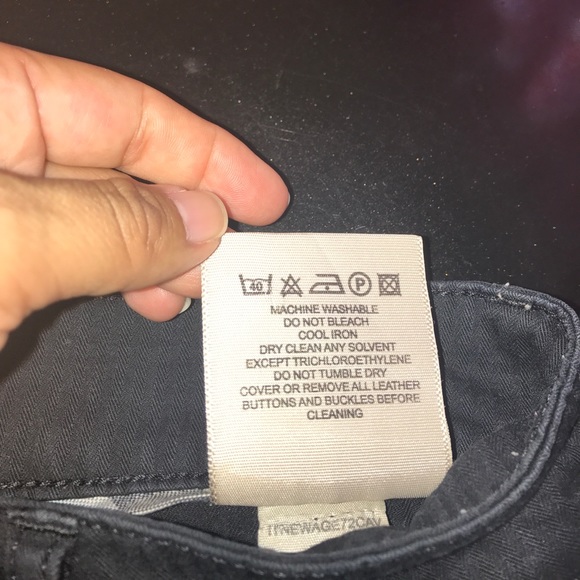 40 P
MACHINE WASHABLE
DO NOT BLEACH
COOL IRON
DRY CLEAN ANY SOLVENT
EXCEPT TRICHLOROETHYLENE
DO NOT TUMBLE DRY
COVER OR REMOVE ALL LEATHER
BUTTONS AND BUCKLES BEFORE
CLEANING
11NEWAGE72CAV